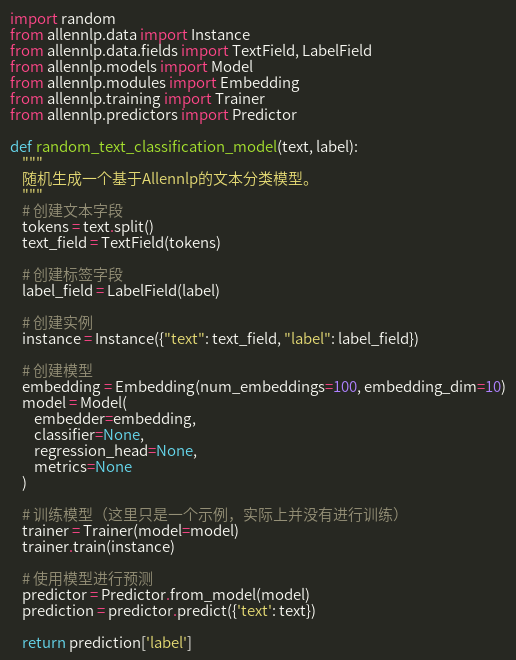 import random
from allennlp.data import Instance
from allennlp.data.fields import TextField, LabelField
from allennlp.models import Model
from allennlp.modules import Embedding
from allennlp.training import Trainer
from allennlp.predictors import Predictor

def random_text_classification_model(text, label):
    """
    随机生成一个基于Allennlp的文本分类模型。
    """
    # 创建文本字段
    tokens = text.split()
    text_field = TextField(tokens)

    # 创建标签字段
    label_field = LabelField(label)

    # 创建实例
    instance = Instance({"text": text_field, "label": label_field})

    # 创建模型
    embedding = Embedding(num_embeddings=100, embedding_dim=10)
    model = Model(
        embedder=embedding,
        classifier=None,
        regression_head=None,
        metrics=None
    )

    # 训练模型（这里只是一个示例，实际上并没有进行训练）
    trainer = Trainer(model=model)
    trainer.train(instance)

    # 使用模型进行预测
    predictor = Predictor.from_model(model)
    prediction = predictor.predict({'text': text})

    return prediction['label']